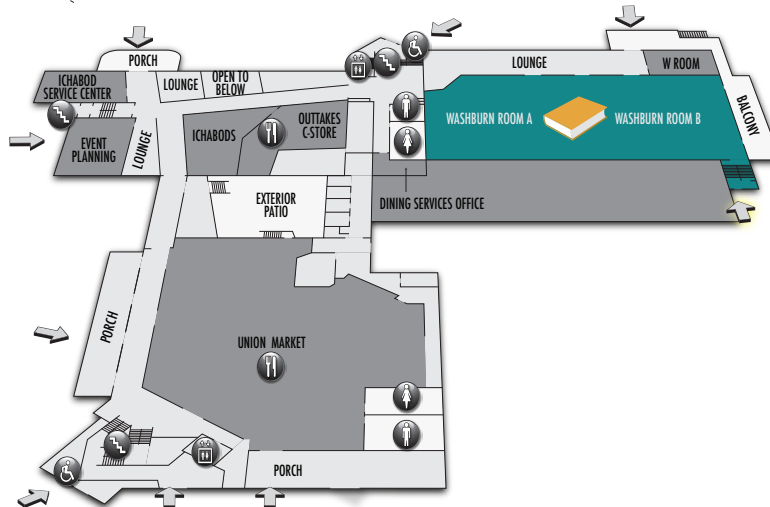 PORCH
LOUNGE
W ROOM
ICHABOD
SERVICE CENTER
LOUNGE
OPEN TO
BELOW
BALCONY
ICHABODS
OUTTAKES
C-STORE
WASHBURN ROOM A
WASHBURN ROOM B
EVENT
PLANNING
LOUNGE
EXTERIOR
PATIO
DINING SERVICES OFFICE
PORCH
UNION MARKET
PORCH